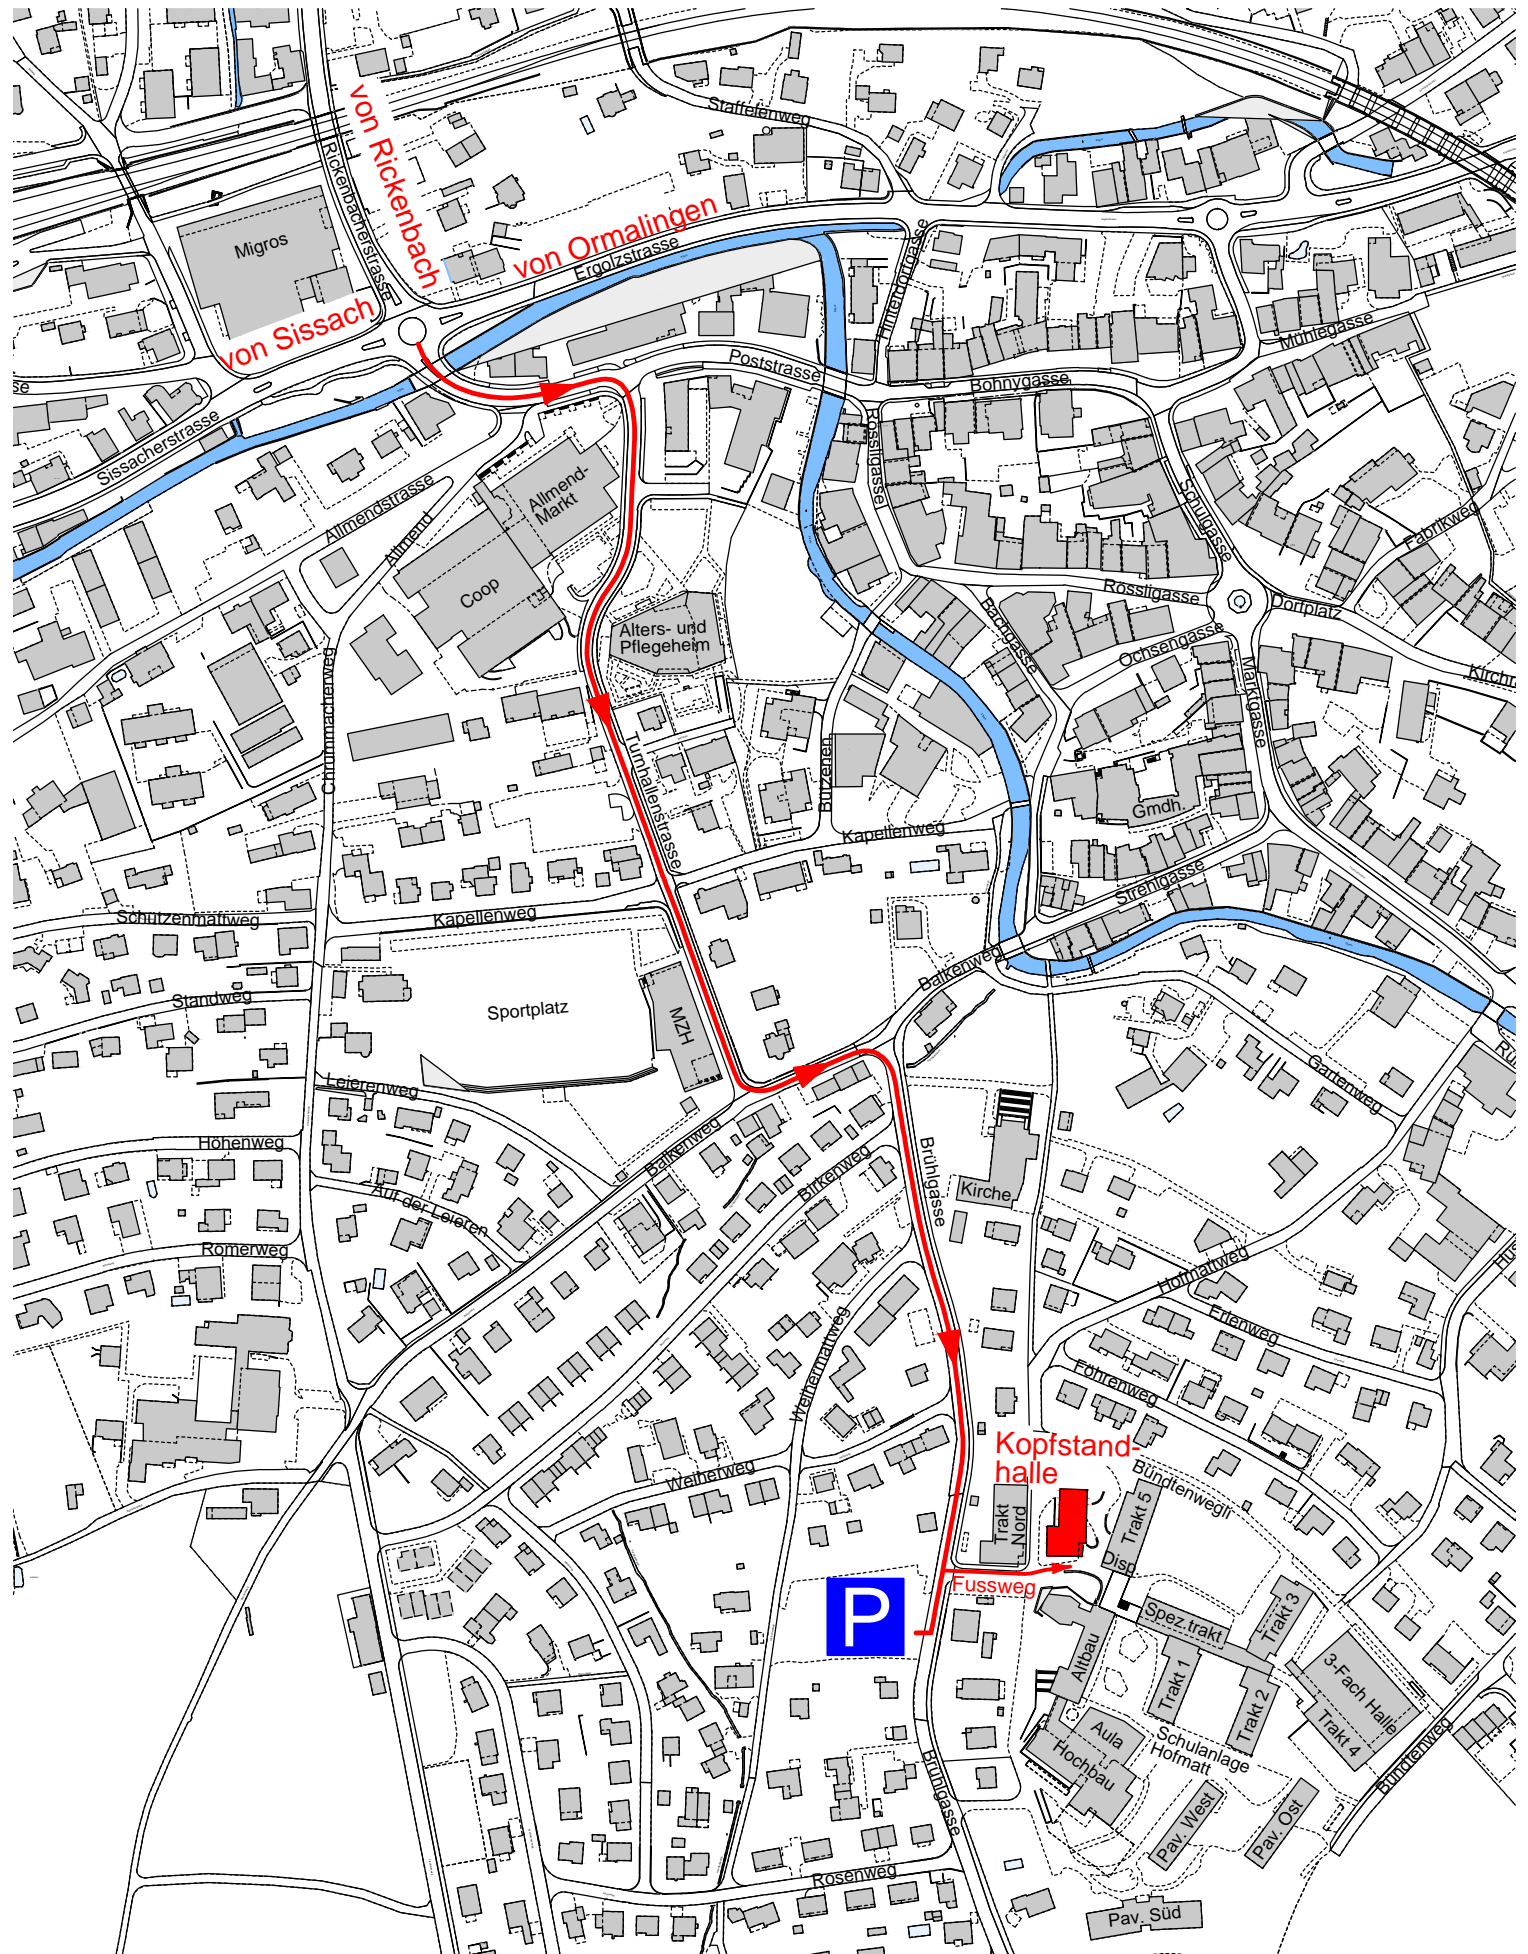 Staffelenweg
von Rickenbach
Rickenbacherstrasse
Migros
von Ormalingen
Ergolzstrasse
Hinterdorfgasse
von Sissach
Mühlegasse
Poststrasse
Bohnygasse
Sissacherstrasse
Rössligasse
Allmendstrasse
Allmend
Allmend-
Markt
Schulgasse
Fabrikweg
Coop
Rössligasse
Dorfplatz
Alters- und
Pflegeheim
Bachgasse
Ochsengasse
Marktgasse
Chrummacherweg
Turnhallenstrasse
Bützenen
Gmdh.
Kapellenweg
Strehlgasse
Schützenmattweg
Kapellenweg
Balkenweg
Standweg
Sportplatz
MZH
Gartenweg
Leierenweg
Höhenweg
Balkenweg
Birkenweg
Brühlgasse
Kirche
Auf der Leieren
Römerweg
Hofmattweg
Erlenweg
Weihermattweg
Föhrenweg
Kopfstand-
halle
Weiherweg
Bündtenwegli
Trakt
Nord
Trakt 5
Disp
Fussweg
P
Spez.trakt
Trakt 3
Altbau
Trakt 1
Trakt 2
3-Fach Halle
Trakt 4
Aula
Hochbau
Schulanlage
Hofmatt
Bündtenweg
Brühlgasse
Pav. West
Pav. Ost
Rosenweg
Pav. Süd